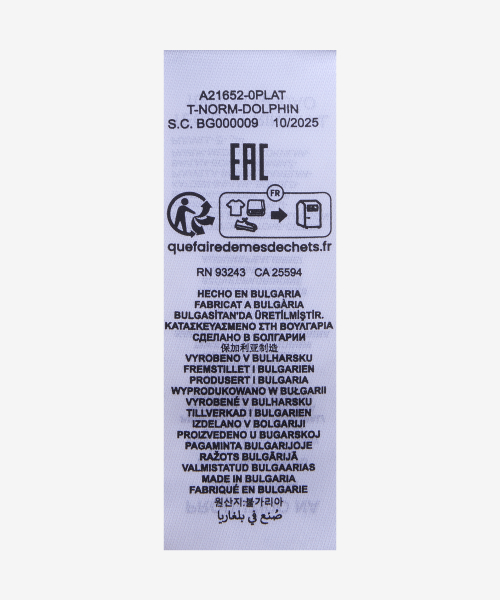 A21652-0PLAT
T-NORM-DOLPHIN
S.C. BG000009 10/2025
EAC
FR
quefairedemesdechets.fr
RN 93243 CA 25594
HECHO EN BULGARIA
FABRICAT A BULGÀRIA
BULGASİTAN'DA ÜRETİLMİŞTİR.
ΚΑΤΑΣΚΕΥΑΣΜΕΝΟ ΣΤΗ ΒΟΥΛΓΑΡΙΑ
СДЕЛАНО В БОЛГАРИИ
保加利亚制造
VYROBENO V BULHARSKU
FREMSTILLET I BULGARIEN
PRODUSERT I BULGARIA
WYPRODUKOWANO W BUŁGARII
VYROBENÉ V BULHARSKU
TILLVERKAD I BULGARIEN
IZDELANO V BOLGARIJI
PROIZVEDENO U BUGARSKOJ
PAGAMINTA BULGARIJOJE
RAŽOTS BULGĀRIJĀ
VALMISTATUD BULGAARIAS
MADE IN BULGARIA
FABRIQUÉ EN BULGARIE
원산지:불가리아
صُنع في بلغاريا